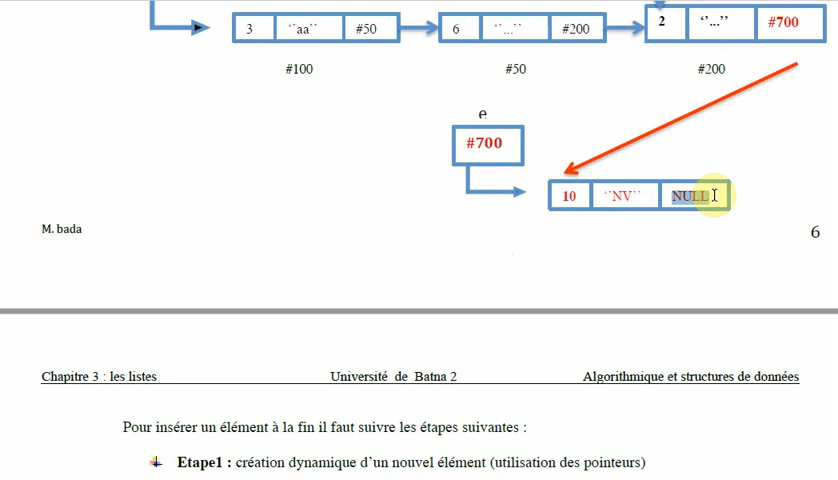 3 ‘‘aa’’ #50 6 ‘‘...’’ #200 2 ‘‘...’’ #700
#100 #50 #200
e
#700
10 ‘‘NV’’ NULL
M. bada 6
Chapitre 3 : les listes Université de Batna 2 Algorithmique et structures de données
Pour insérer un élément à la fin il faut suivre les étapes suivantes :
Etape1 : création dynamique d’un nouvel élément (utilisation des pointeurs)